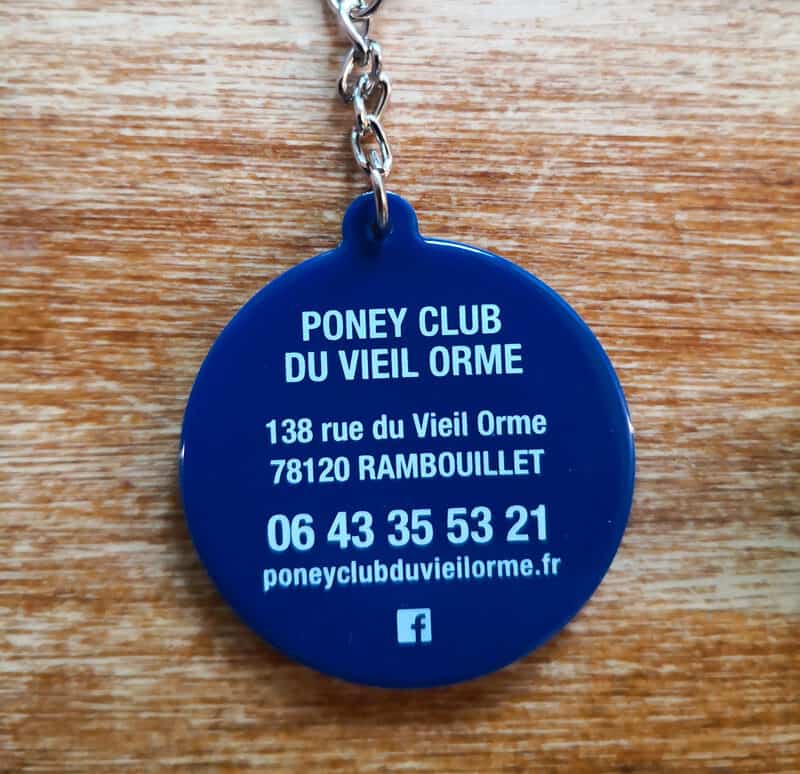 PONEY CLUB
DU VIEIL ORME
138 rue du Vieil Orme
78120 RAMBOUILLET
06 43 35 53 21
poneyclubduvieilorme.fr
f